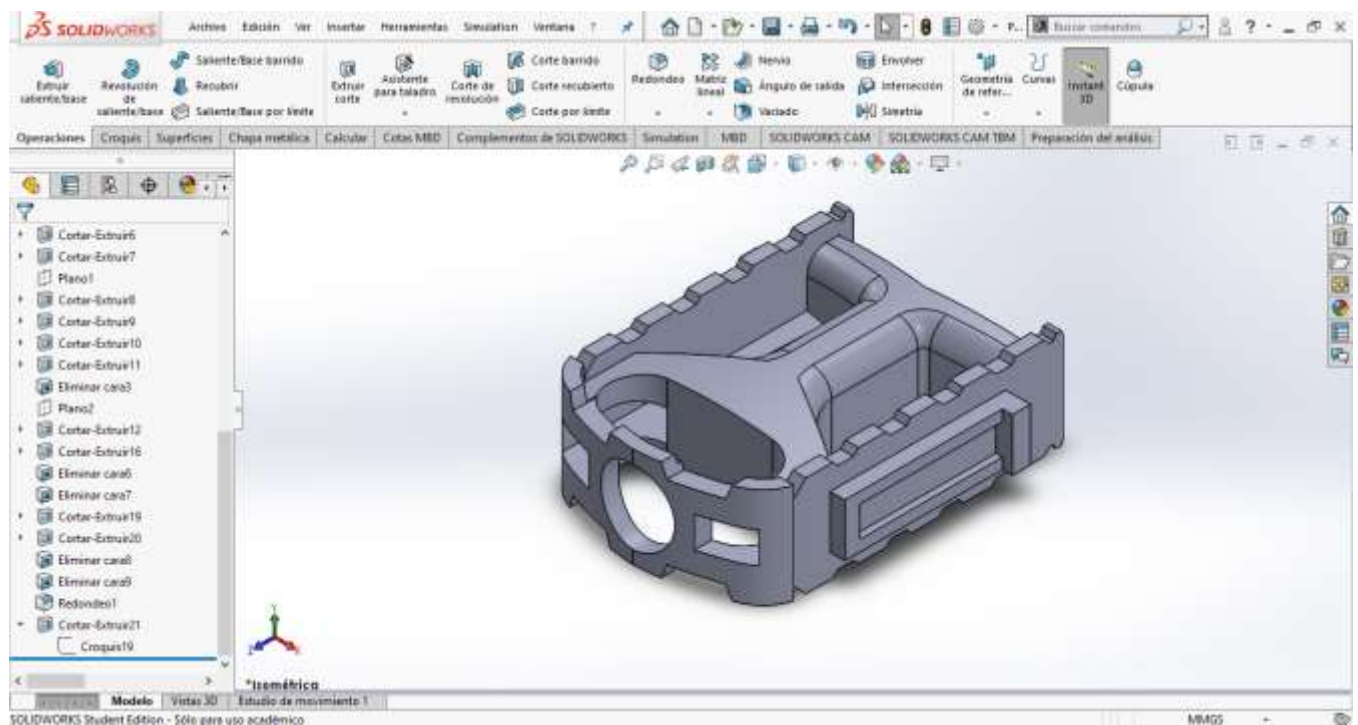 SOLIDWORKS Archivo Edición Ver Insertar Herramientas Simulation Ventana ? P... Buscar comandos ?
Extruir saliente/base
Revolución de saliente/base
Saliente/Base barrido
Recubrir
Saliente/Base por límite
Extruir corte
Asistente para taladro
Corte de revolución
Corte barrido
Corte recubierto
Corte por límite
Redondeo
Matriz lineal
Nervio
Ángulo de salida
Vaciado
Envolver
Intersección
Simetría
Geometría de refer...
Curvas
Instant 3D
Cúpula
Operaciones Croquis Superficies Chapa metálica Calcular Cotas MBD Complementos de SOLIDWORKS Simulation MBD SOLIDWORKS CAM SOLIDWORKS CAM TBM Preparación del análisis
Cortar-Extruir6
Cortar-Extruir7
Plano1
Cortar-Extruir8
Cortar-Extruir9
Cortar-Extruir10
Cortar-Extruir11
Eliminar cara3
Plano2
Cortar-Extruir12
Cortar-Extruir16
Eliminar cara6
Eliminar cara7
Cortar-Extruir19
Cortar-Extruir20
Eliminar cara8
Eliminar cara9
Redondeo1
Cortar-Extruir21
Croquis19
*Isométrica
Modelo Vistas 3D Estudio de movimiento 1
SOLIDWORKS Student Edition - Sólo para uso académico MMGS